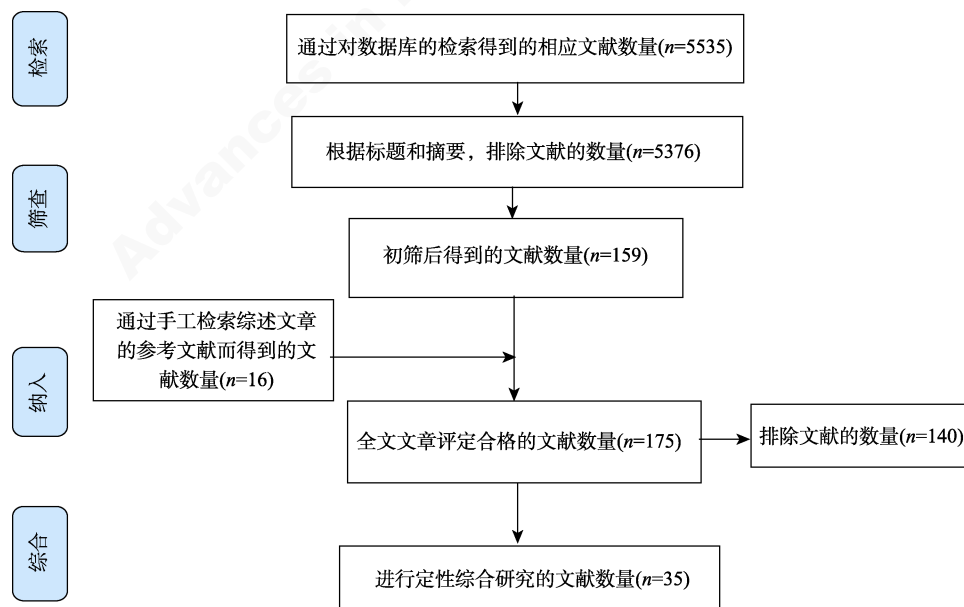 检索
通过对数据库的检索得到的相应文献数量(n=5535)
根据标题和摘要，排除文献的数量(n=5376)
筛查
初筛后得到的文献数量(n=159)
通过手工检索综述文章
的参考文献而得到的文
献数量(n=16)
纳入
全文文章评定合格的文献数量(n=175)
排除文献的数量(n=140)
综合
进行定性综合研究的文献数量(n=35)
Advances in